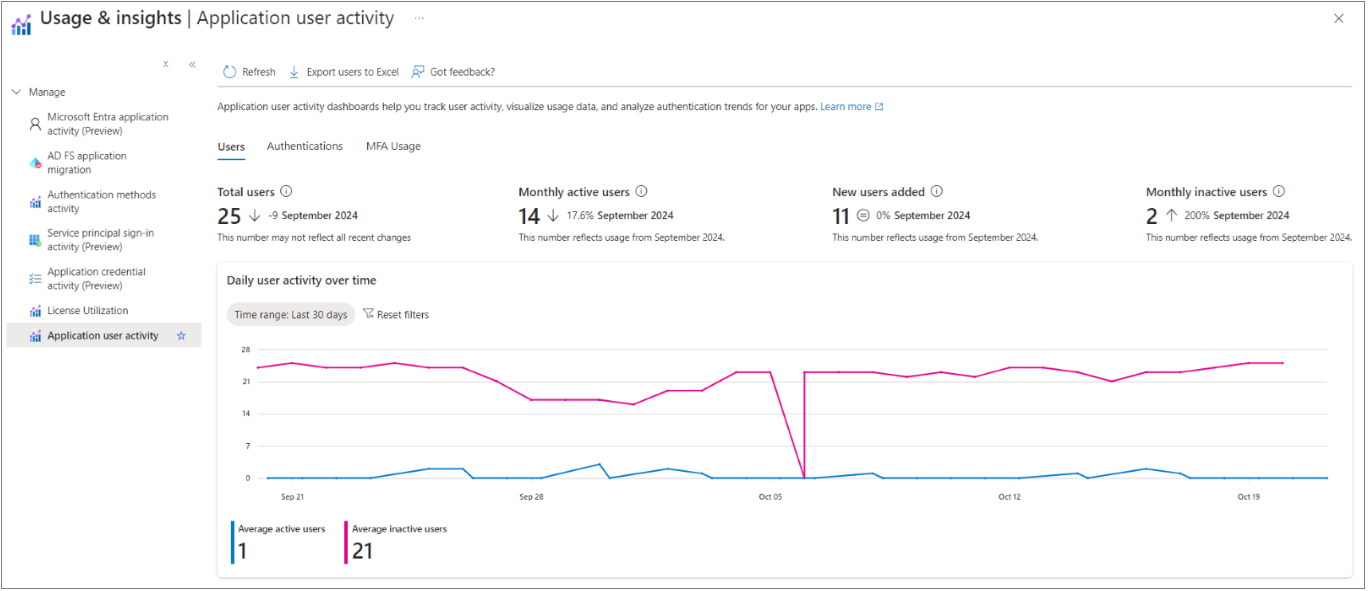 Usage & insights | Application user activity ...
Refresh Export users to Excel Got feedback?
Manage
Microsoft Entra application
activity (Preview)
AD FS application
migration
Authentication methods
activity
Service principal sign-in
activity (Preview)
Application credential
activity (Preview)
License Utilization
Application user activity
Application user activity dashboards help you track user activity, visualize usage data, and analyze authentication trends for your apps. Learn more
Users Authentications MFA Usage
Total users
25 -9 September 2024
This number may not reflect all recent changes
Monthly active users
14 17.6% September 2024
This number reflects usage from September 2024.
New users added
11 0% September 2024
This number reflects usage from September 2024.
Monthly inactive users
2 200% September 2024
This number reflects usage from September 2024.
Daily user activity over time
Time range: Last 30 days Reset filters
28
21
14
7
0
Sep 21 Sep 28 Oct 05 Oct 12 Oct 19
Average active users
1
Average inactive users
21